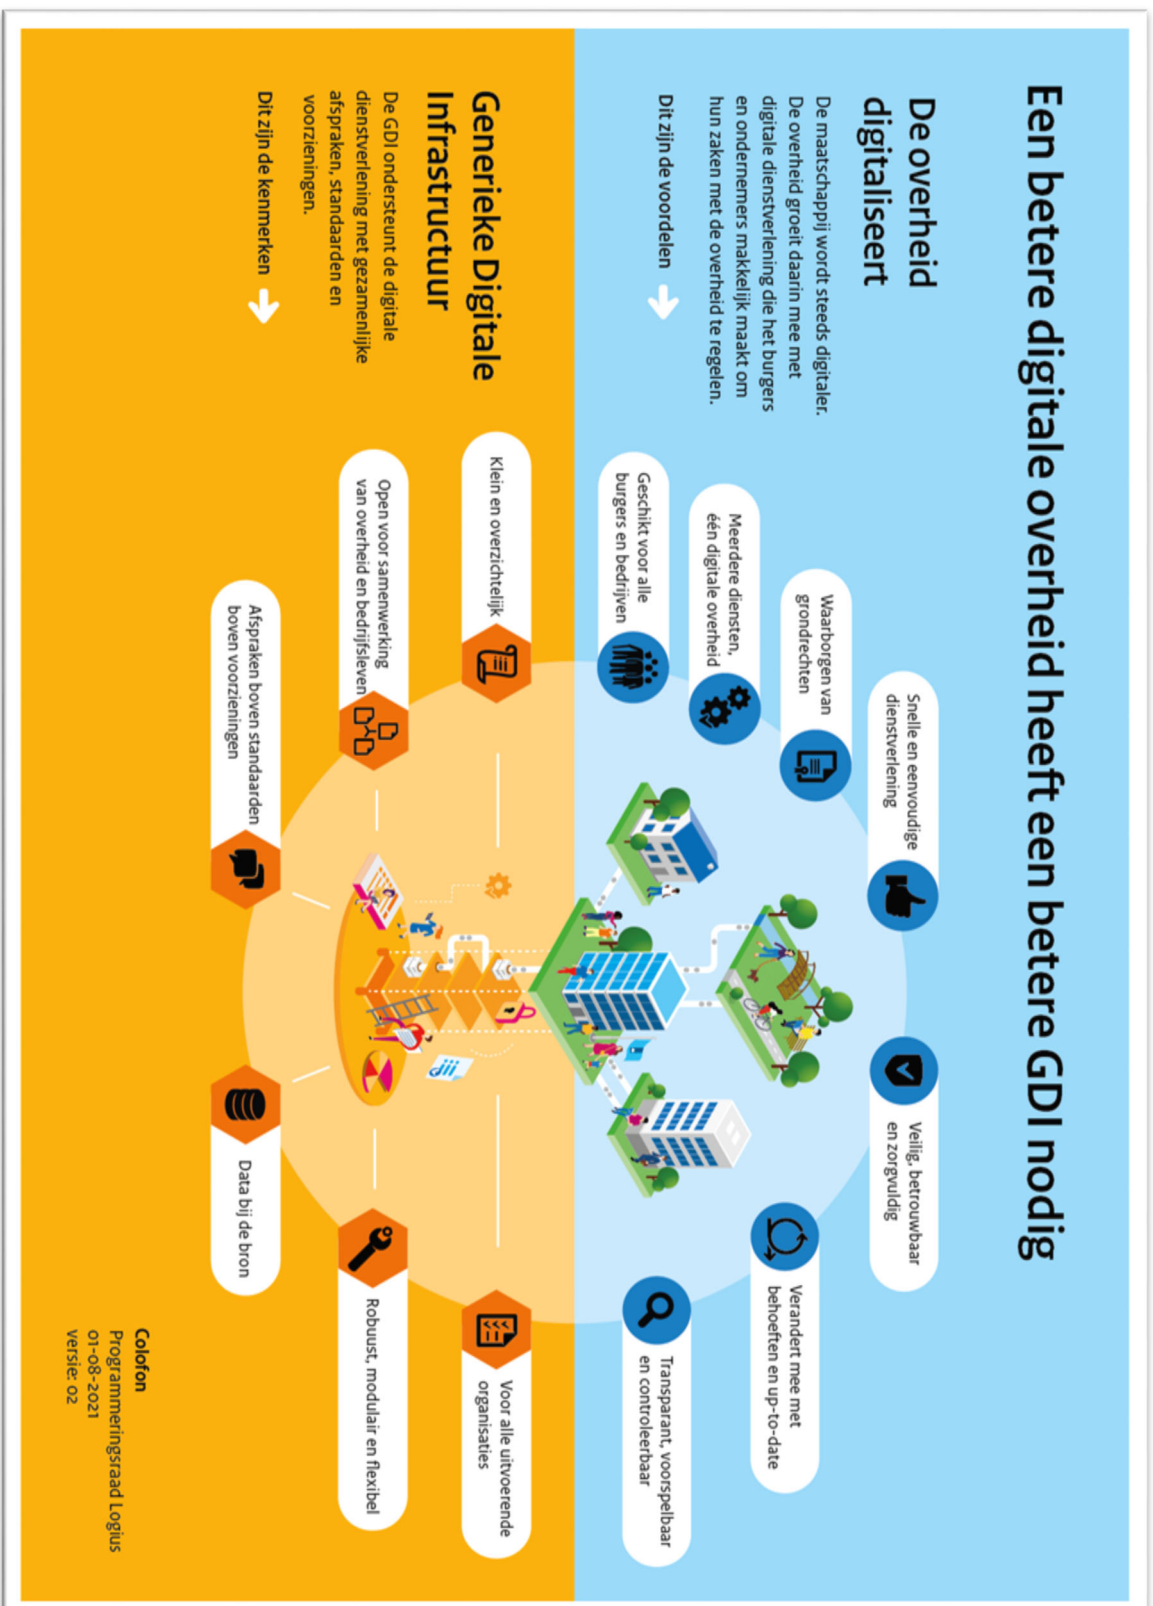 Een betere digitale overheid heeft een betere GDI nodig
De overheid
digitaliseert
De maatschappij wordt steeds digitaler.
De overheid groeit daarin mee met
digitale dienstverlening die het burgers
en ondernemers makkelijk maakt om
hun zaken met de overheid te regelen.
Dit zijn de voordelen
Geschikt voor alle
burgers en bedrijven
Meerdere diensten,
één digitale overheid
Waarborgen van
grondrechten
Snelle en eenvoudige
dienstverlening
Veilig, betrouwbaar
en zorgvuldig
Verandert mee met
behoeften en up-to-date
Transparant, voorspelbaar
en controleerbaar
Generieke Digitale
Infrastructuur
De GDI ondersteunt de digitale
dienstverlening met gezamenlijke
afspraken, standaarden en
voorzieningen.
Dit zijn de kenmerken
Klein en overzichtelijk
Open voor samenwerking
van overheid en bedrijfsleven
Afspraken boven standaarden
boven voorzieningen
Data bij de bron
Robuust, modulair en flexibel
Voor alle uitvoerende
organisaties
Colofon
Programmeringsraad Logius
01-08-2021
versie: 02